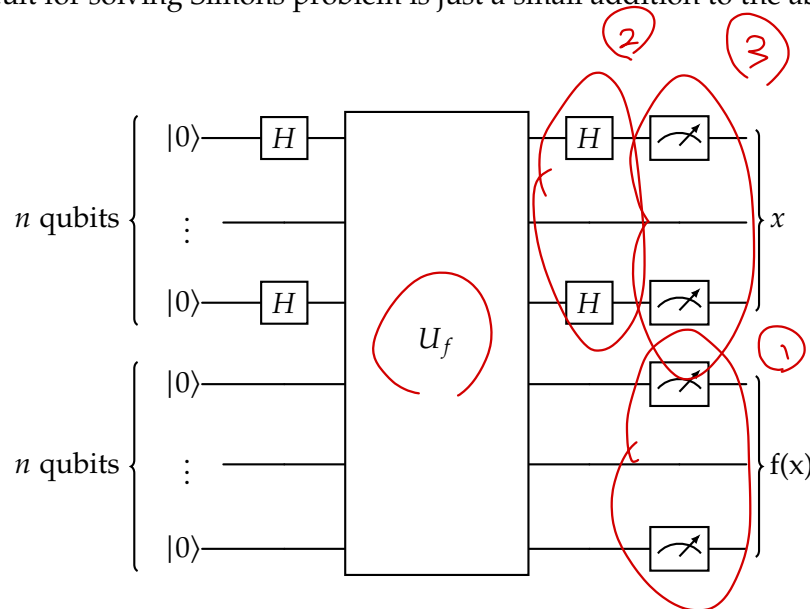 uit for solving Simons problem is just a small addition to the as
2
3
|0⟩ H H
n qubits ⋮ x
|0⟩ H H
U_f
1
|0⟩
n qubits ⋮ f(x)
|0⟩